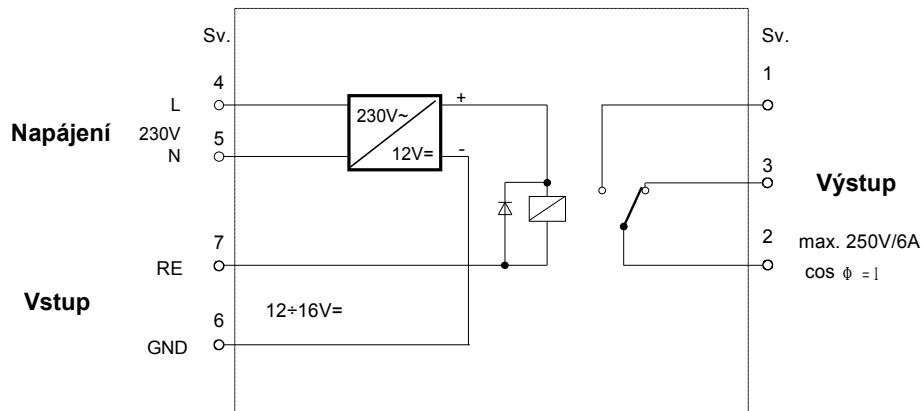 Sv.
Sv.
4
1
L
+
230V~
Napájení
230V
5
12V=
-
N
3
Výstup
7
2
max. 250V/6A
RE
cos Φ = 1
Vstup
6
12÷16V=
GND